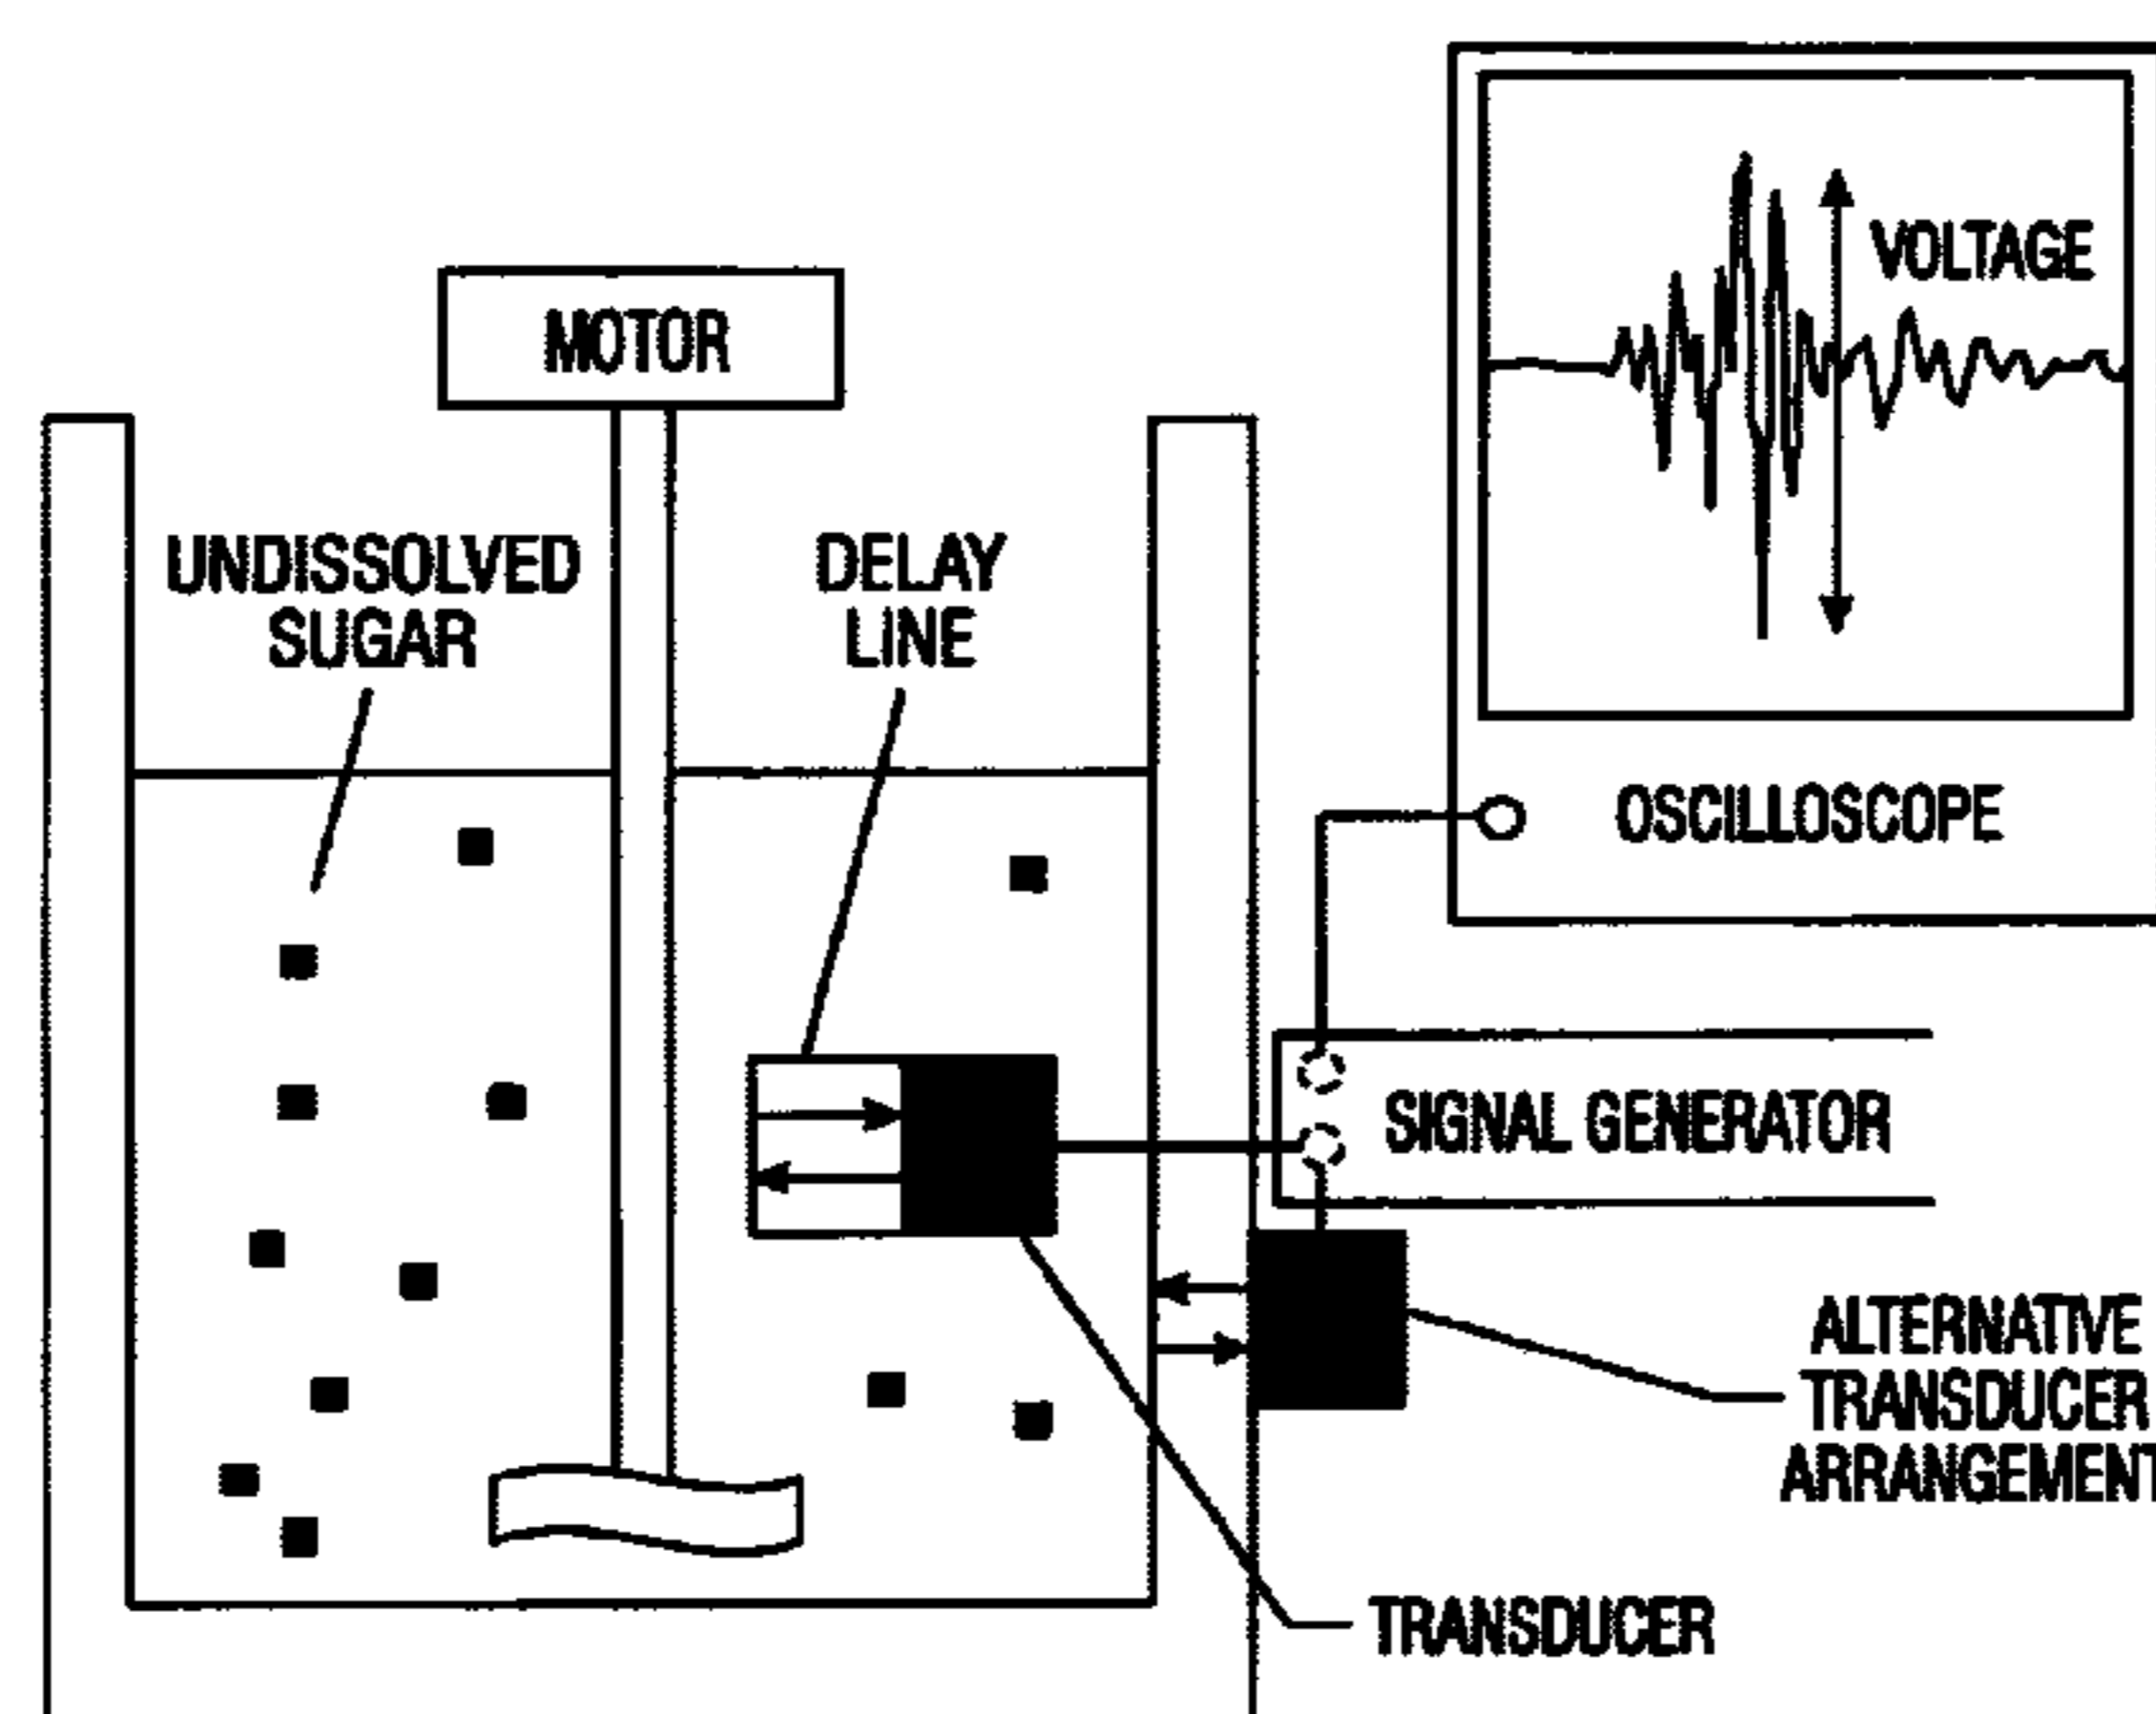 VOLTAGE
MOTOR
UNDISSOLVED
SUGAR
DELAY
LINE
OSCILLOSCOPE
SIGNAL GENERATOR
ALTERNATIVE
TRANSDUCER
ARRANGEMENT
TRANSDUCER